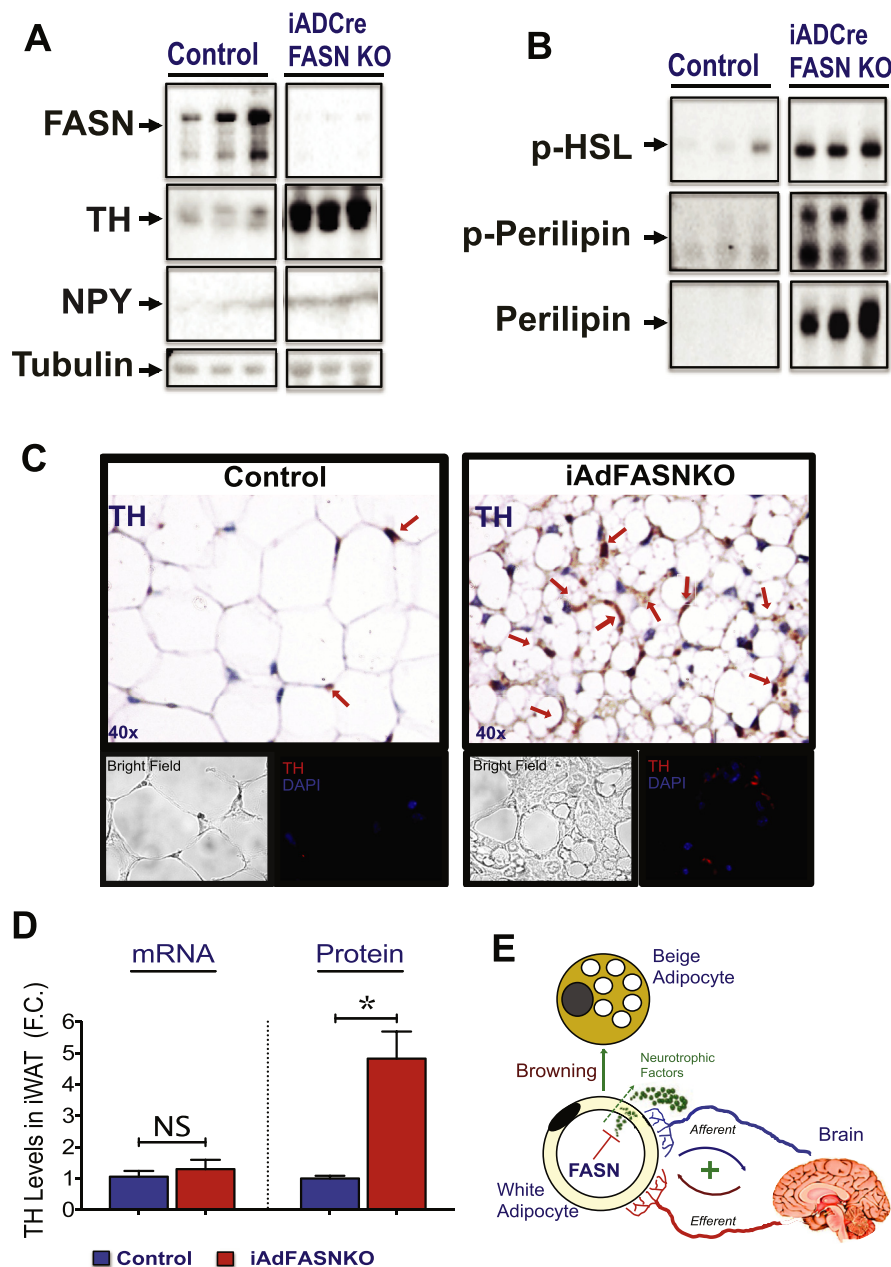 A
Control
iADCre
FASN KO
FASN
TH
NPY
Tubulin
B
Control
iADCre
FASN KO
p-HSL
p-Perilipin
Perilipin
C
Control
TH
40x
Bright Field
TH
DAPI
iAdFASNKO
TH
40x
Bright Field
TH
DAPI
D
mRNA
Protein
TH Levels in iWAT (F.C.)
6
5
4
3
2
1
0
NS
*
Control
iAdFASNKO
E
Beige
Adipocyte
Browning
Neurotrophic
Factors
FASN
White
Adipocyte
Afferent
+
Efferent
Brain